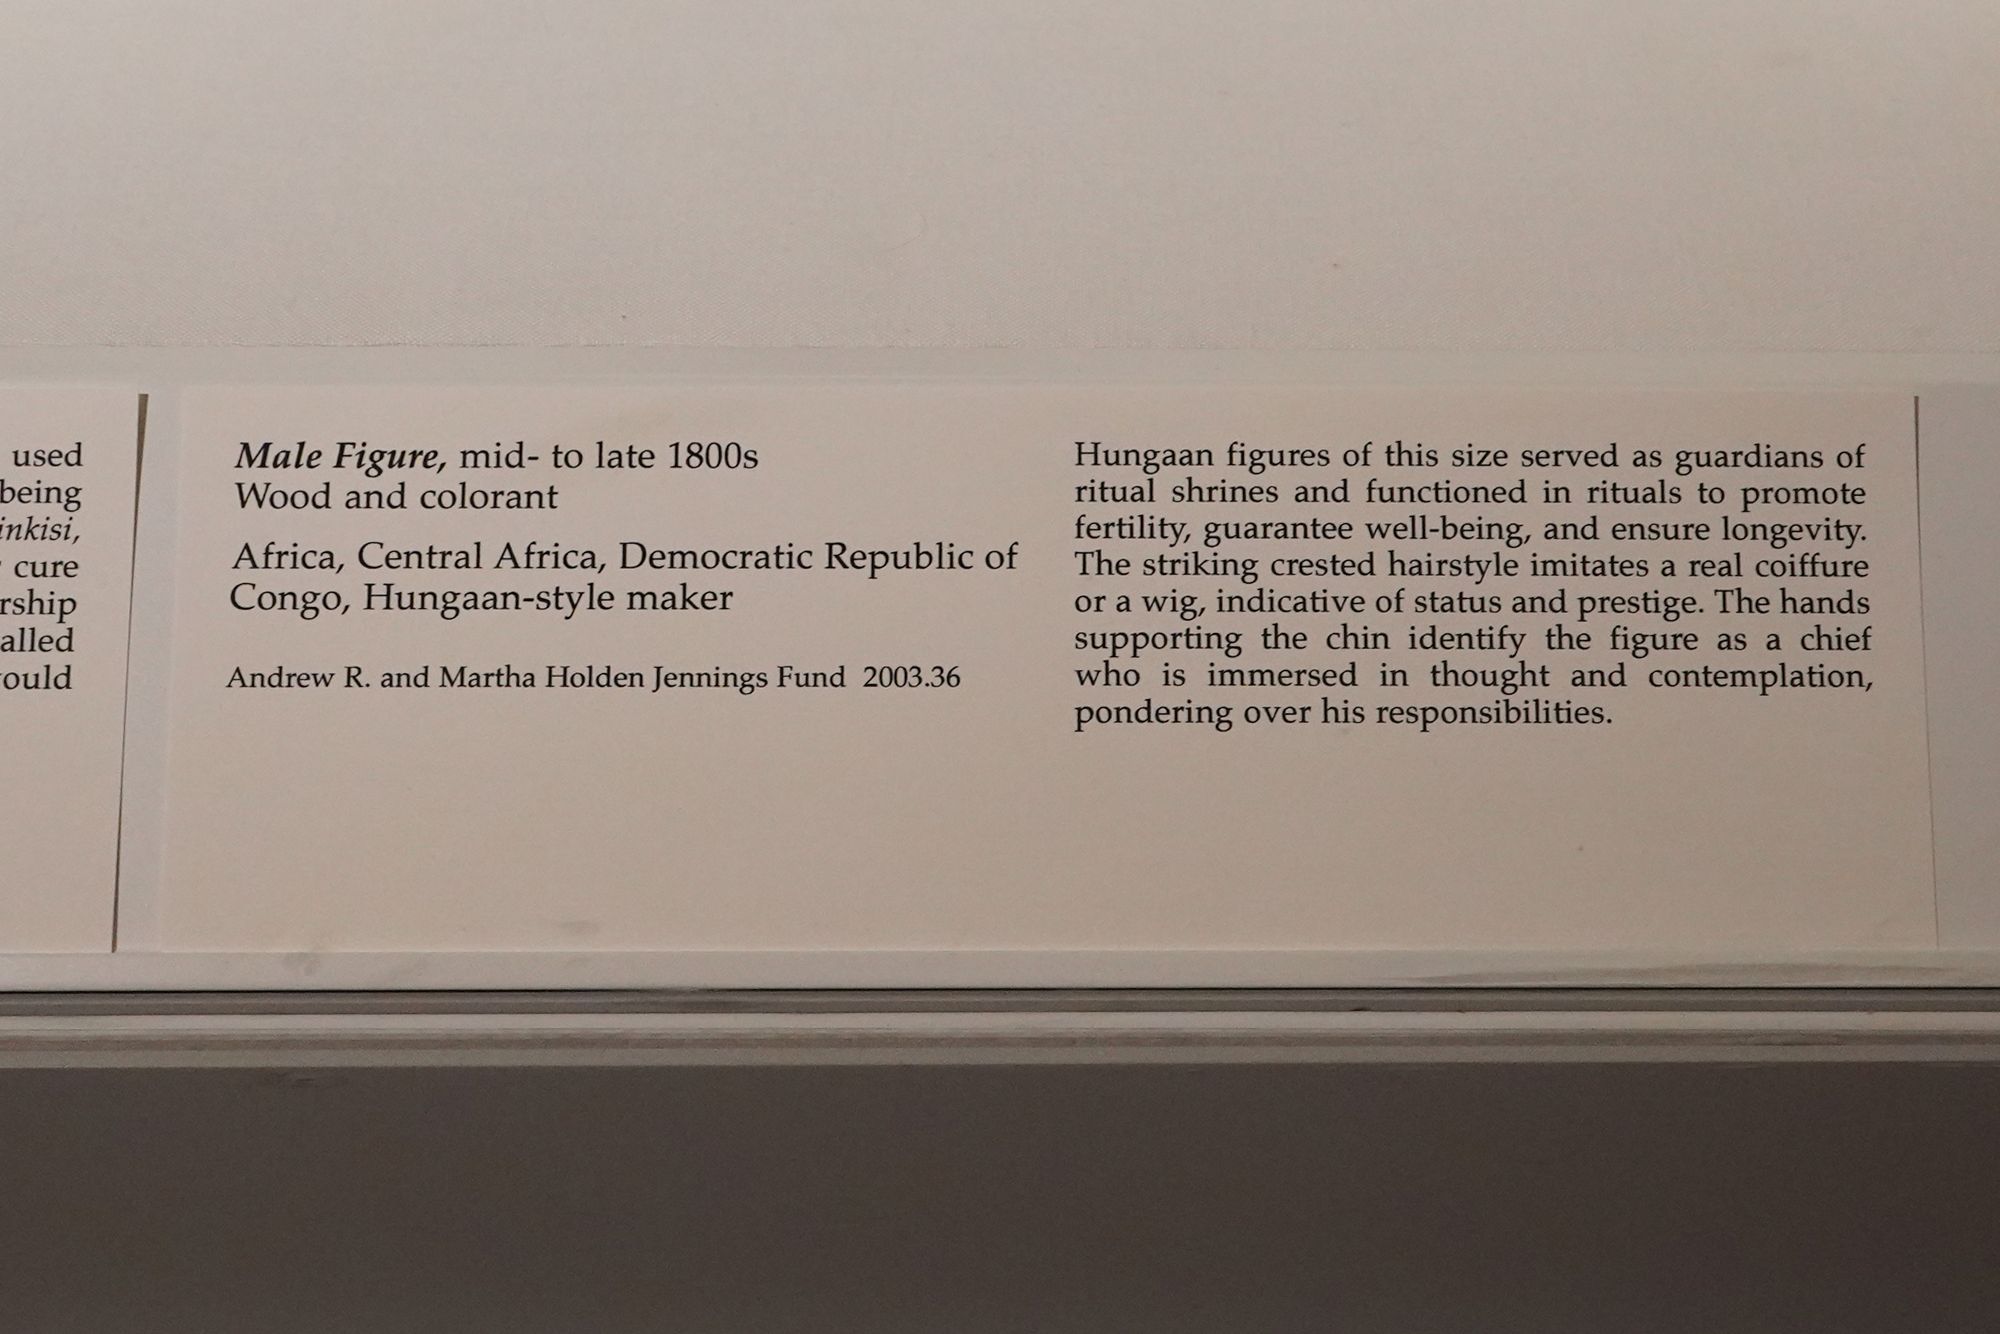 used
being
inkisi,
cure
rship
alled
ould
Male Figure, mid- to late 1800s
Wood and colorant
Africa, Central Africa, Democratic Republic of
Congo, Hungaan-style maker
Andrew R. and Martha Holden Jennings Fund 2003.36
Hungaan figures of this size served as guardians of
ritual shrines and functioned in rituals to promote
fertility, guarantee well-being, and ensure longevity.
The striking crested hairstyle imitates a real coiffure
or a wig, indicative of status and prestige. The hands
supporting the chin identify the figure as a chief
who is immersed in thought and contemplation,
pondering over his responsibilities.